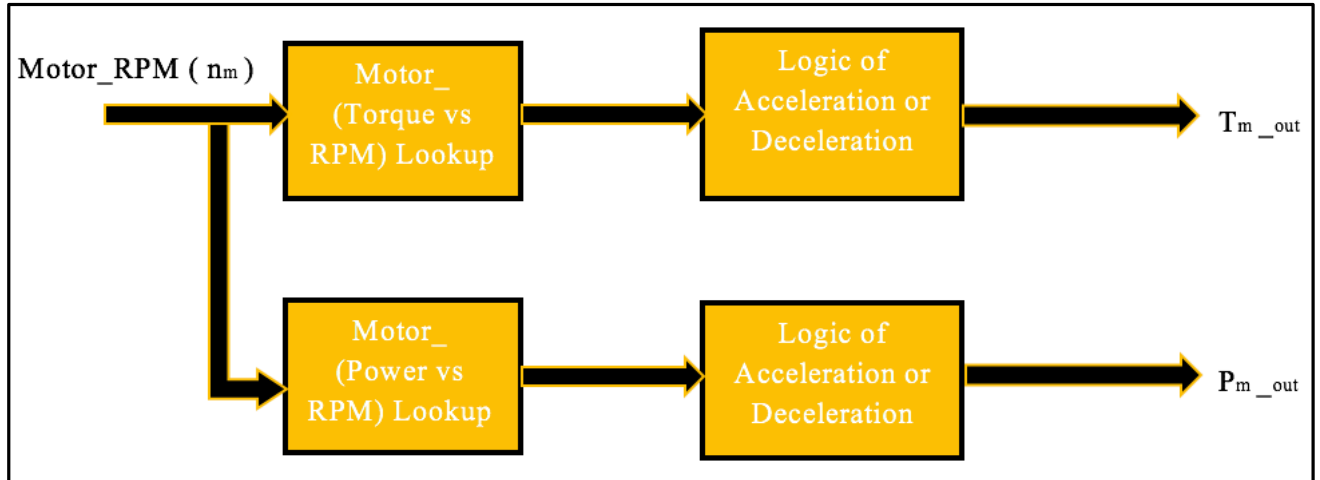 Motor_RPM ( nm )
Motor_
(Torque vs
RPM) Lookup
Logic of
Acceleration or
Deceleration
Tm _out
Motor_
(Power vs
RPM) Lookup
Logic of
Acceleration or
Deceleration
Pm _out